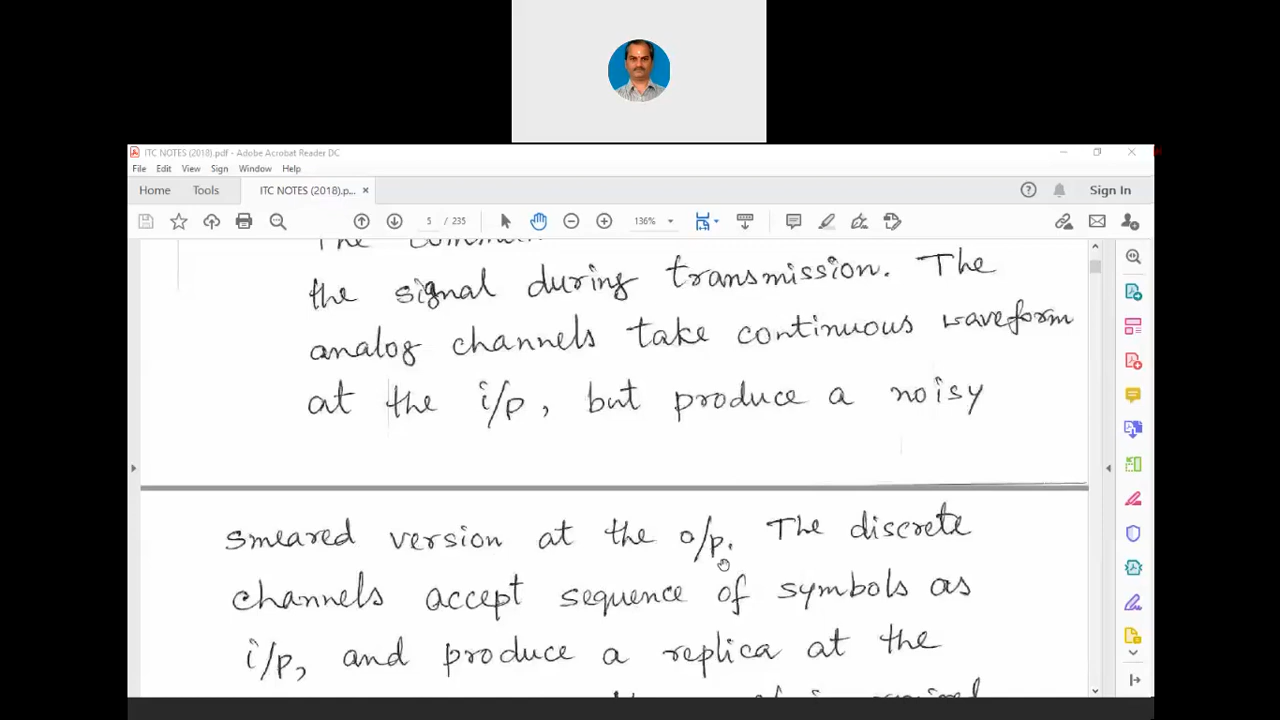 ITC NOTES (2018).pdf - Adobe Acrobat Reader DC
File Edit View Sign Window Help
Home Tools ITC NOTES (2018).p... × Sign In
5 / 235 136%
The
the signal during transmission. The
analog channels take continuous waveform
at the i/p, but produce a noisy
smeared version at the o/p. The discrete
channels accept sequence of symbols as
i/p, and produce a replica at the